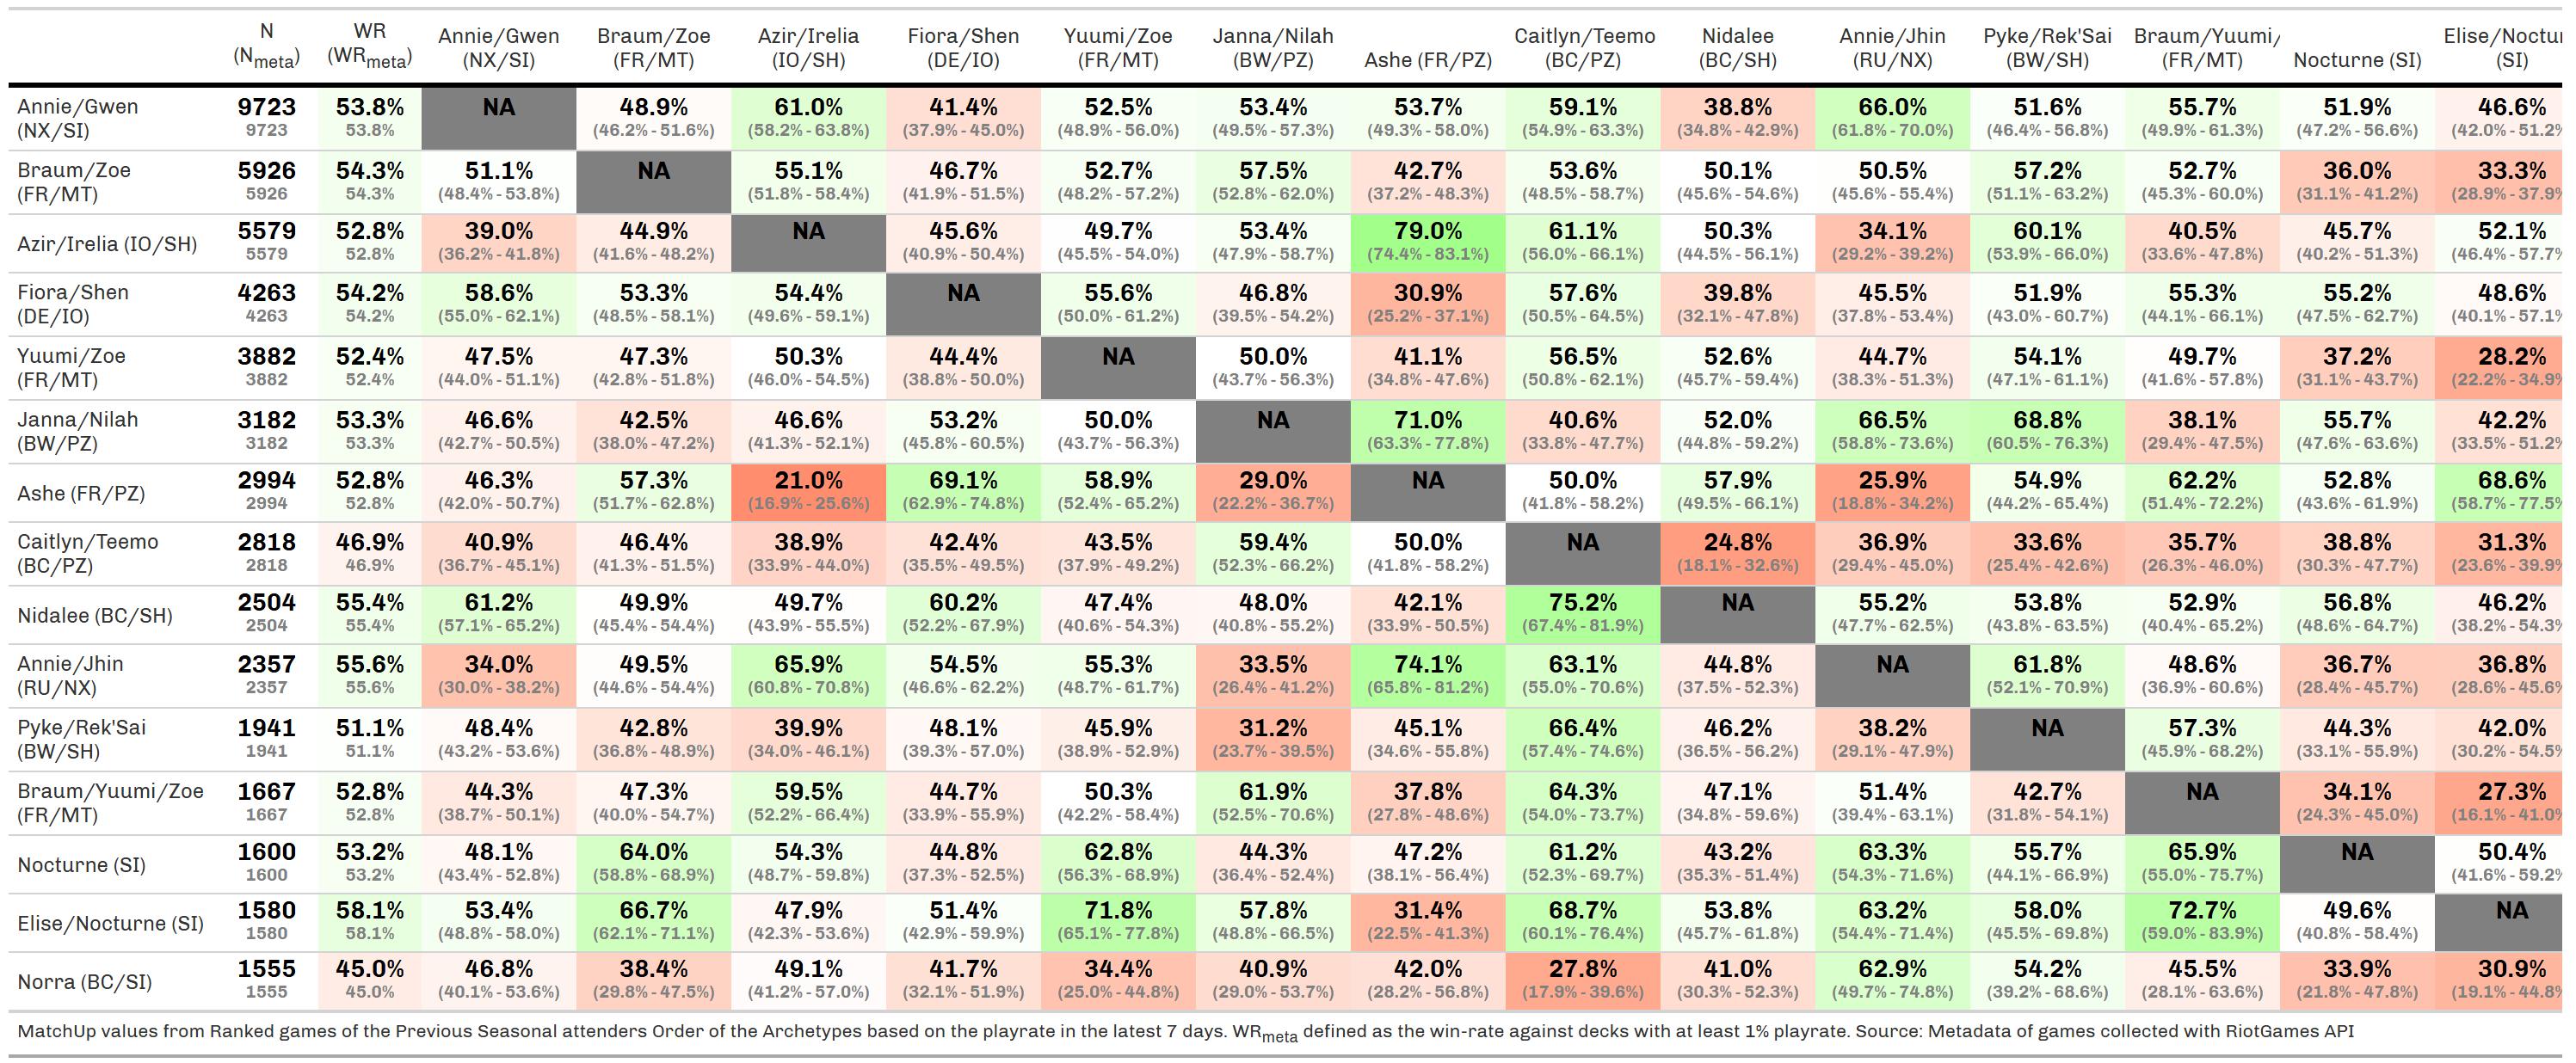 N WR Annie/Gwen Braum/Zoe Azir/Irelia Fiora/Shen Yuumi/Zoe Janna/Nilah Caitlyn/Teemo Nidalee Annie/Jhin Pyke/Rek'Sai Braum/Yuumi/ Elise/Noctu
(Nmeta) (WRmeta) (NX/SI) (FR/MT) (IO/SH) (DE/IO) (FR/MT) (BW/PZ) Ashe (FR/PZ) (BC/PZ) (BC/SH) (RU/NX) (BW/SH) (FR/MT) Nocturne (SI) (SI)
Annie/Gwen 9723 53.8% NA 48.9% 61.0% 41.4% 52.5% 53.4% 53.7% 59.1% 38.8% 66.0% 51.6% 55.7% 51.9% 46.6%
(NX/SI) 9723 53.8% (46.2% - 51.6%) (58.2% - 63.8%) (37.9% - 45.0%) (48.9% - 56.0%) (49.5% - 57.3%) (49.3% - 58.0%) (54.9% - 63.3%) (34.8% - 42.9%) (61.8% - 70.0%) (46.4% - 56.8%) (49.9% - 61.3%) (47.2% - 56.6%) (42.0% - 51.2%
Braum/Zoe 5926 54.3% 51.1% NA 55.1% 46.7% 52.7% 57.5% 42.7% 53.6% 50.1% 50.5% 57.2% 52.7% 36.0% 33.3%
(FR/MT) 5926 54.3% (48.4% - 53.8%) (51.8% - 58.4%) (41.9% - 51.5%) (48.2% - 57.2%) (52.8% - 62.0%) (37.2% - 48.3%) (48.5% - 58.7%) (45.6% - 54.6%) (45.6% - 55.4%) (51.1% - 63.2%) (45.3% - 60.0%) (31.1% - 41.2%) (28.9% - 37.9%
Azir/Irelia (IO/SH) 5579 52.8% 39.0% 44.9% NA 45.6% 49.7% 53.4% 79.0% 61.1% 50.3% 34.1% 60.1% 40.5% 45.7% 52.1%
5579 52.8% (36.2% - 41.8%) (41.6% - 48.2%) (40.9% - 50.4%) (45.5% - 54.0%) (47.9% - 58.7%) (74.4% - 83.1%) (56.0% - 66.1%) (44.5% - 56.1%) (29.2% - 39.2%) (53.9% - 66.0%) (33.6% - 47.8%) (40.2% - 51.3%) (46.4% - 57.7%
Fiora/Shen 4263 54.2% 58.6% 53.3% 54.4% NA 55.6% 46.8% 30.9% 57.6% 39.8% 45.5% 51.9% 55.3% 55.2% 48.6%
(DE/IO) 4263 54.2% (55.0% - 62.1%) (48.5% - 58.1%) (49.6% - 59.1%) (50.0% - 61.2%) (39.5% - 54.2%) (25.2% - 37.1%) (50.5% - 64.5%) (32.1% - 47.8%) (37.8% - 53.4%) (43.0% - 60.7%) (44.1% - 66.1%) (47.5% - 62.7%) (40.1% - 57.1%
Yuumi/Zoe 3882 52.4% 47.5% 47.3% 50.3% 44.4% NA 50.0% 41.1% 56.5% 52.6% 44.7% 54.1% 49.7% 37.2% 28.2%
(FR/MT) 3882 52.4% (44.0% - 51.1%) (42.8% - 51.8%) (46.0% - 54.5%) (38.8% - 50.0%) (43.7% - 56.3%) (34.8% - 47.6%) (50.8% - 62.1%) (45.7% - 59.4%) (38.3% - 51.3%) (47.1% - 61.1%) (41.6% - 57.8%) (31.1% - 43.7%) (22.2% - 34.9%
Janna/Nilah 3182 53.3% 46.6% 42.5% 46.6% 53.2% 50.0% NA 71.0% 40.6% 52.0% 66.5% 68.8% 38.1% 55.7% 42.2%
(BW/PZ) 3182 53.3% (42.7% - 50.5%) (38.0% - 47.2%) (41.3% - 52.1%) (45.8% - 60.5%) (43.7% - 56.3%) (63.3% - 77.8%) (33.8% - 47.7%) (44.8% - 59.2%) (58.8% - 73.6%) (60.5% - 76.3%) (29.4% - 47.5%) (47.6% - 63.6%) (33.5% - 51.2%
Ashe (FR/PZ) 2994 52.8% 46.3% 57.3% 21.0% 69.1% 58.9% 29.0% NA 50.0% 57.9% 25.9% 54.9% 62.2% 52.8% 68.6%
2994 52.8% (42.0% - 50.7%) (51.7% - 62.8%) (16.9% - 25.6%) (62.9% - 74.8%) (52.4% - 65.2%) (22.2% - 36.7%) (41.8% - 58.2%) (49.5% - 66.1%) (18.8% - 34.2%) (44.2% - 65.4%) (51.4% - 72.2%) (43.6% - 61.9%) (58.7% - 77.5%
Caitlyn/Teemo 2818 46.9% 40.9% 46.4% 38.9% 42.4% 43.5% 59.4% 50.0% NA 24.8% 36.9% 33.6% 35.7% 38.8% 31.3%
(BC/PZ) 2818 46.9% (36.7% - 45.1%) (41.3% - 51.5%) (33.9% - 44.0%) (35.5% - 49.5%) (37.9% - 49.2%) (52.3% - 66.2%) (41.8% - 58.2%) (18.1% - 32.6%) (29.4% - 45.0%) (25.4% - 42.6%) (26.3% - 46.0%) (30.3% - 47.7%) (23.6% - 39.9%
Nidalee (BC/SH) 2504 55.4% 61.2% 49.9% 49.7% 60.2% 47.4% 48.0% 42.1% 75.2% NA 55.2% 53.8% 52.9% 56.8% 46.2%
2504 55.4% (57.1% - 65.2%) (45.4% - 54.4%) (43.9% - 55.5%) (52.2% - 67.9%) (40.6% - 54.3%) (40.8% - 55.2%) (33.9% - 50.5%) (67.4% - 81.9%) (47.7% - 62.5%) (43.8% - 63.5%) (40.4% - 65.2%) (48.6% - 64.7%) (38.2% - 54.3%
Annie/Jhin 2357 55.6% 34.0% 49.5% 65.9% 54.5% 55.3% 33.5% 74.1% 63.1% 44.8% NA 61.8% 48.6% 36.7% 36.8%
(RU/NX) 2357 55.6% (30.0% - 38.2%) (44.6% - 54.4%) (60.8% - 70.8%) (46.6% - 62.2%) (48.7% - 61.7%) (26.4% - 41.2%) (65.8% - 81.2%) (55.0% - 70.6%) (37.5% - 52.3%) (52.1% - 70.9%) (36.9% - 60.6%) (28.4% - 45.7%) (28.6% - 45.6%
Pyke/Rek'Sai 1941 51.1% 48.4% 42.8% 39.9% 48.1% 45.9% 31.2% 45.1% 66.4% 46.2% 38.2% NA 57.3% 44.3% 42.0%
(BW/SH) 1941 51.1% (43.2% - 53.6%) (36.8% - 48.9%) (34.0% - 46.1%) (39.3% - 57.0%) (38.9% - 52.9%) (23.7% - 39.5%) (34.6% - 55.8%) (57.4% - 74.6%) (36.5% - 56.2%) (29.1% - 47.9%) (45.9% - 68.2%) (33.1% - 55.9%) (30.2% - 54.5%
Braum/Yuumi/Zoe 1667 52.8% 44.3% 47.3% 59.5% 44.7% 50.3% 61.9% 37.8% 64.3% 47.1% 51.4% 42.7% NA 34.1% 27.3%
(FR/MT) 1667 52.8% (38.7% - 50.1%) (40.0% - 54.7%) (52.2% - 66.4%) (33.9% - 55.9%) (42.2% - 58.4%) (52.5% - 70.6%) (27.8% - 48.6%) (54.0% - 73.7%) (34.8% - 59.6%) (39.4% - 63.1%) (31.8% - 54.1%) (24.3% - 45.0%) (16.1% - 41.0%
Nocturne (SI) 1600 53.2% 48.1% 64.0% 54.3% 44.8% 62.8% 44.3% 47.2% 61.2% 43.2% 63.3% 55.7% 65.9% NA 50.4%
1600 53.2% (43.4% - 52.8%) (58.8% - 68.9%) (48.7% - 59.8%) (37.3% - 52.5%) (56.3% - 68.9%) (36.4% - 52.4%) (38.1% - 56.4%) (52.3% - 69.7%) (35.3% - 51.4%) (54.3% - 71.6%) (44.1% - 66.9%) (55.0% - 75.7%) (41.6% - 59.2%
Elise/Nocturne (SI) 1580 58.1% 53.4% 66.7% 47.9% 51.4% 71.8% 57.8% 31.4% 68.7% 53.8% 63.2% 58.0% 72.7% 49.6% NA
1580 58.1% (48.8% - 58.0%) (62.1% - 71.1%) (42.3% - 53.6%) (42.9% - 59.9%) (65.1% - 77.8%) (48.8% - 66.5%) (22.5% - 41.3%) (60.1% - 76.4%) (45.7% - 61.8%) (54.4% - 71.4%) (45.5% - 69.8%) (59.0% - 83.9%) (40.8% - 58.4%)
Norra (BC/SI) 1555 45.0% 46.8% 38.4% 49.1% 41.7% 34.4% 40.9% 42.0% 27.8% 41.0% 62.9% 54.2% 45.5% 33.9% 30.9%
1555 45.0% (40.1% - 53.6%) (29.8% - 47.5%) (41.2% - 57.0%) (32.1% - 51.9%) (25.0% - 44.8%) (29.0% - 53.7%) (28.2% - 56.8%) (17.9% - 39.6%) (30.3% - 52.3%) (49.7% - 74.8%) (39.2% - 68.6%) (28.1% - 63.6%) (21.8% - 47.8%) (19.1% - 44.8%
MatchUp values from Ranked games of the Previous Seasonal attenders Order of the Archetypes based on the playrate in the latest 7 days. WRmeta defined as the win-rate against decks with at least 1% playrate. Source: Metadata of games collected with RiotGames API